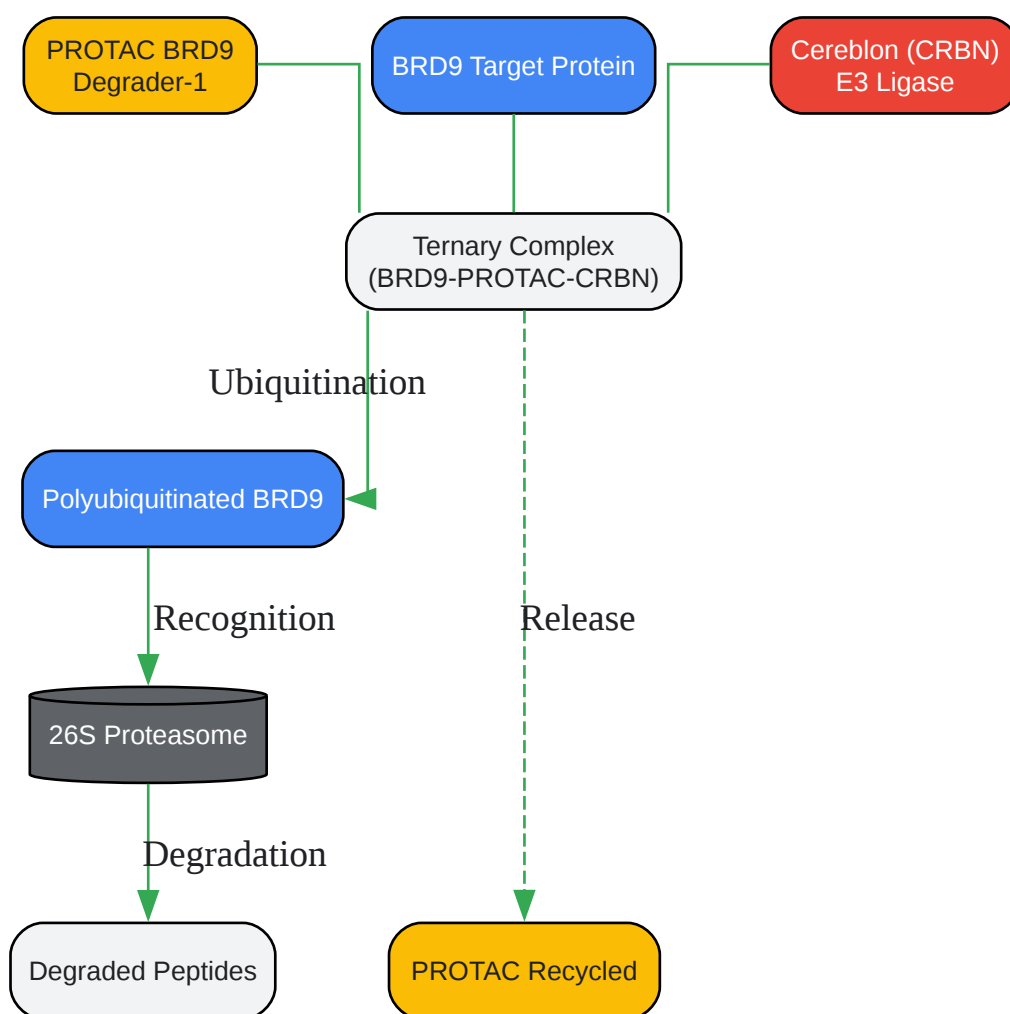 PROTAC BRD9
Degrader-1
BRD9 Target Protein
Cereblon (CRBN)
E3 Ligase
Ternary Complex
(BRD9-PROTAC-CRBN)
Ubiquitination
Polyubiquitinated BRD9
Recognition
Release
26S Proteasome
Degradation
Degraded Peptides
PROTAC Recycled